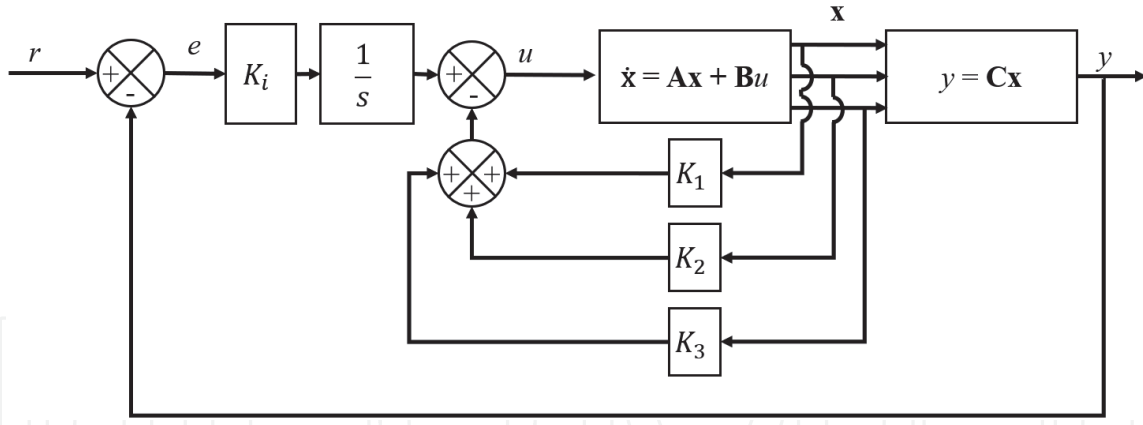 x
r
+
-
e
K_i
1
s
+
-
u
ẋ = Ax + Bu
y = Cx
y
+
+
+
K_1
K_2
K_3